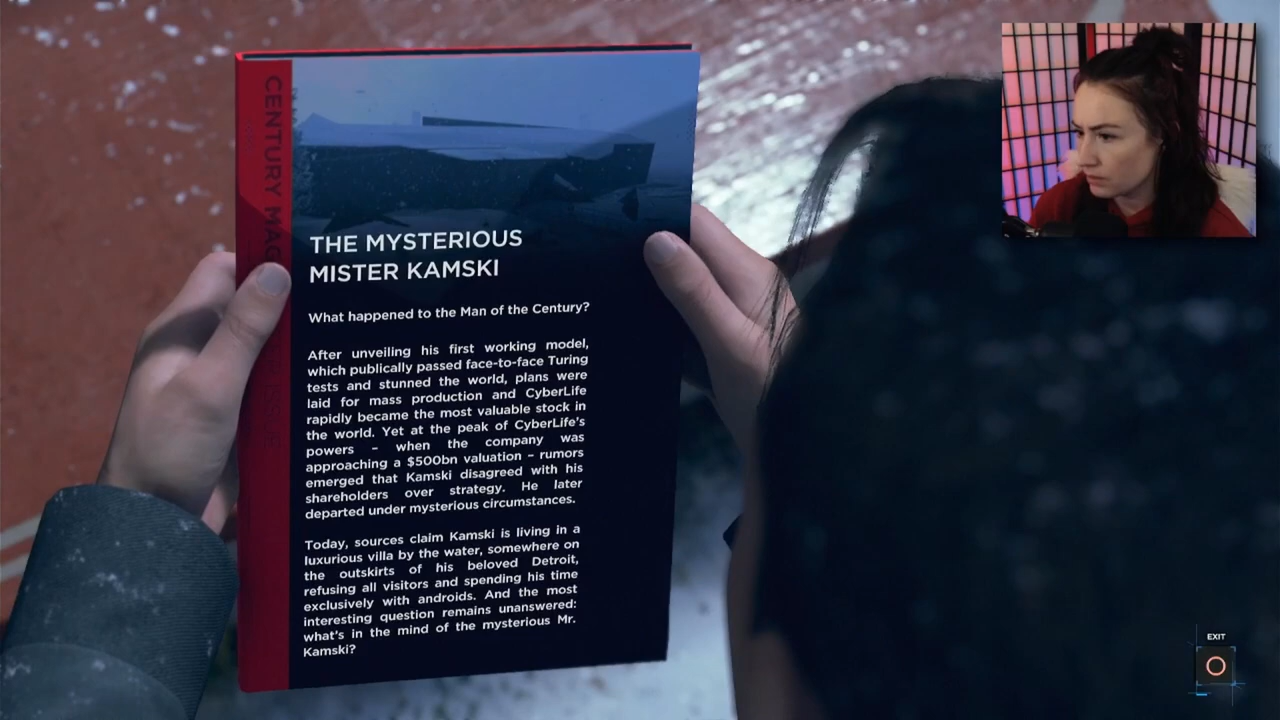 CENTURY MAG
THE MYSTERIOUS
MISTER KAMSKI
What happened to the Man of the Century?
After unveiling his first working model,
which publically passed face-to-face Turing
tests and stunned the world, plans were
laid for mass production and CyberLife
rapidly became the most valuable stock in
the world. Yet at the peak of CyberLife's
powers – when the company was
approaching a $500bn valuation – rumors
emerged that Kamski disagreed with his
shareholders over strategy. He later
departed under mysterious circumstances.
Today, sources claim Kamski is living in a
luxurious villa by the water, somewhere on
the outskirts of his beloved Detroit,
refusing all visitors and spending his time
exclusively with androids. And the most
interesting question remains unanswered:
what's in the mind of the mysterious Mr.
Kamski?
EXIT